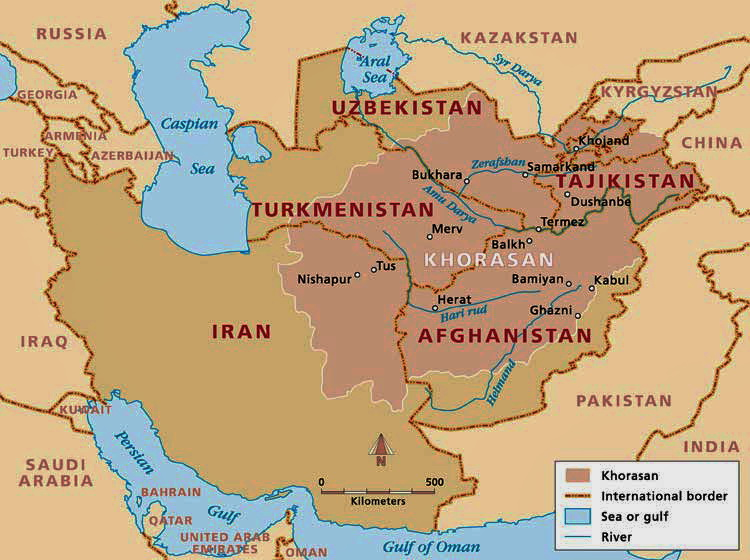 RUSSIA
KAZAKSTAN
Aral
Sea
Syr Darya
KYRGYZSTAN
GEORGIA
UZBEKISTAN
Caspian
Sea
ARMENIA
TURKEY
AZERBAIJAN
CHINA
Khojand
Zerafshan
Samarkand
Bukhara
TAJIKISTAN
Amu Darya
Dushanbe
TURKMENISTAN
Termez
Merv
Balkh
KHORASAN
Tus
Nishapur
Bamiyan
Kabul
Herat
Hari rud
Ghazni
IRAN
AFGHANISTAN
IRAQ
Helmand
PAKISTAN
KUWAIT
Persian
Gulf
N
INDIA
SAUDI
ARABIA
0 500
Kilometers
BAHRAIN
QATAR
UNITED ARAB
EMIRATES
OMAN
Gulf of Oman
Khorasan
International border
Sea or gulf
River